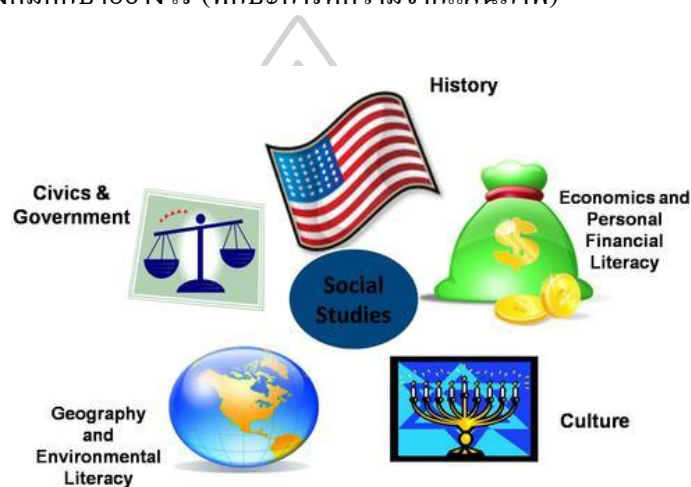 History
Civics &
Government
Economics and
Personal
Financial
Literacy
Social
Studies
Geography
and
Environmental
Literacy
Culture